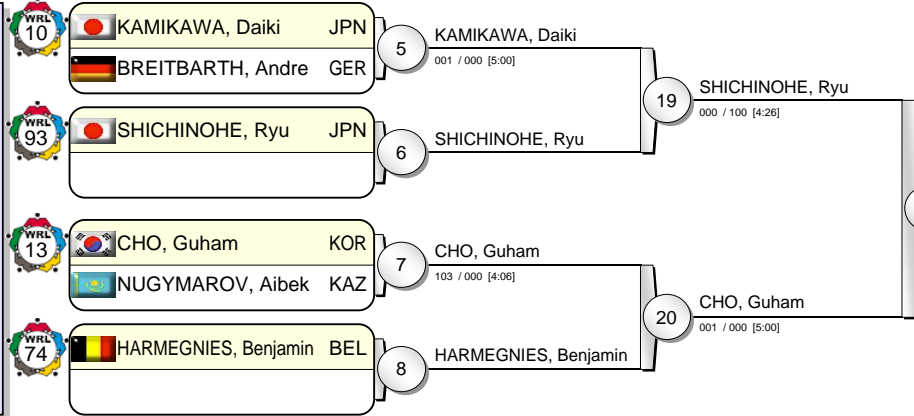 WRL
10
KAMIKAWA, Daiki JPN
BREITBARTH, Andre GER
5
KAMIKAWA, Daiki
001 / 000 [5:00]
WRL
93
SHICHINOHE, Ryu JPN
6
SHICHINOHE, Ryu
19
SHICHINOHE, Ryu
000 / 100 [4:26]
WRL
13
CHO, Guham KOR
NUGYMAROV, Aibek KAZ
7
CHO, Guham
103 / 000 [4:06]
WRL
74
HARMEGNIES, Benjamin BEL
8
HARMEGNIES, Benjamin
20
CHO, Guham
001 / 000 [5:00]